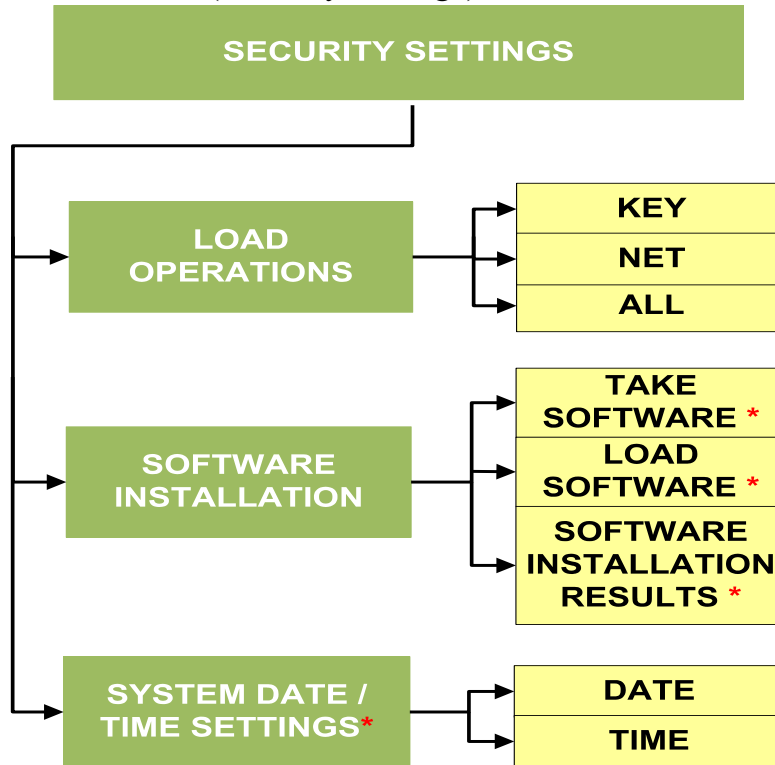 SECURITY SETTINGS
LOAD
OPERATIONS
KEY
NET
ALL
SOFTWARE
INSTALLATION
TAKE
SOFTWARE *
LOAD
SOFTWARE *
SOFTWARE
INSTALLATION
RESULTS *
SYSTEM DATE /
TIME SETTINGS*
DATE
TIME